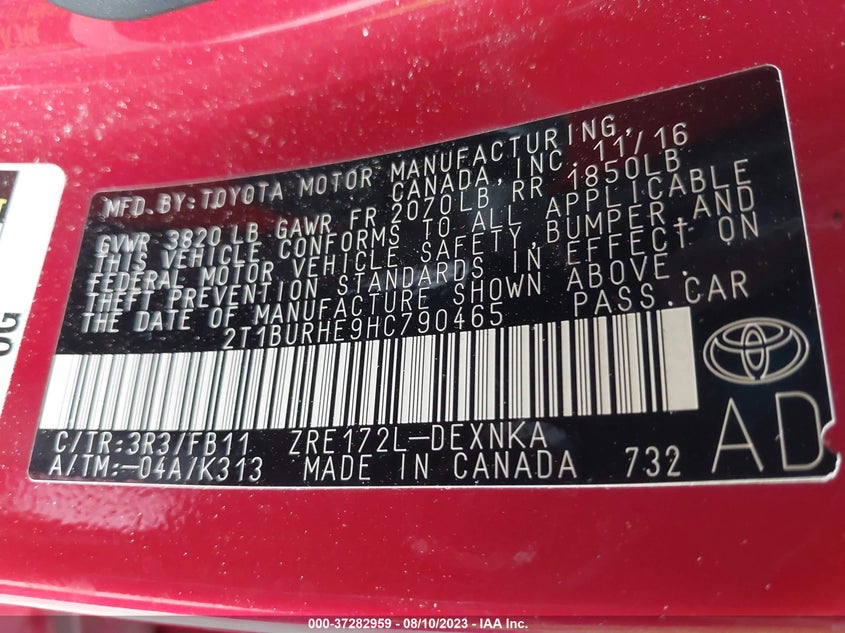 MFD. BY: TOYOTA MOTOR MANUFACTURING,
CANADA, INC. 11/16
GVWR 3820 LB GAWR FR 2070LB RR 1850LB
THIS VEHICLE CONFORMS TO ALL APPLICABLE
FEDERAL MOTOR VEHICLE SAFETY,BUMPER,AND
THEFT PREVENTION STANDARDS IN EFFECT ON
THE DATE OF MANUFACTURE SHOWN ABOVE.
2T1BURHE9HC790465 PASS.CAR
C/TR:3R3/FB11 ZRE172L-DEXNKA
A/TM:-04A/K313 MADE IN CANADA 732
AD
G
000-37282959 - 08/10/2023 - © IAA Inc.